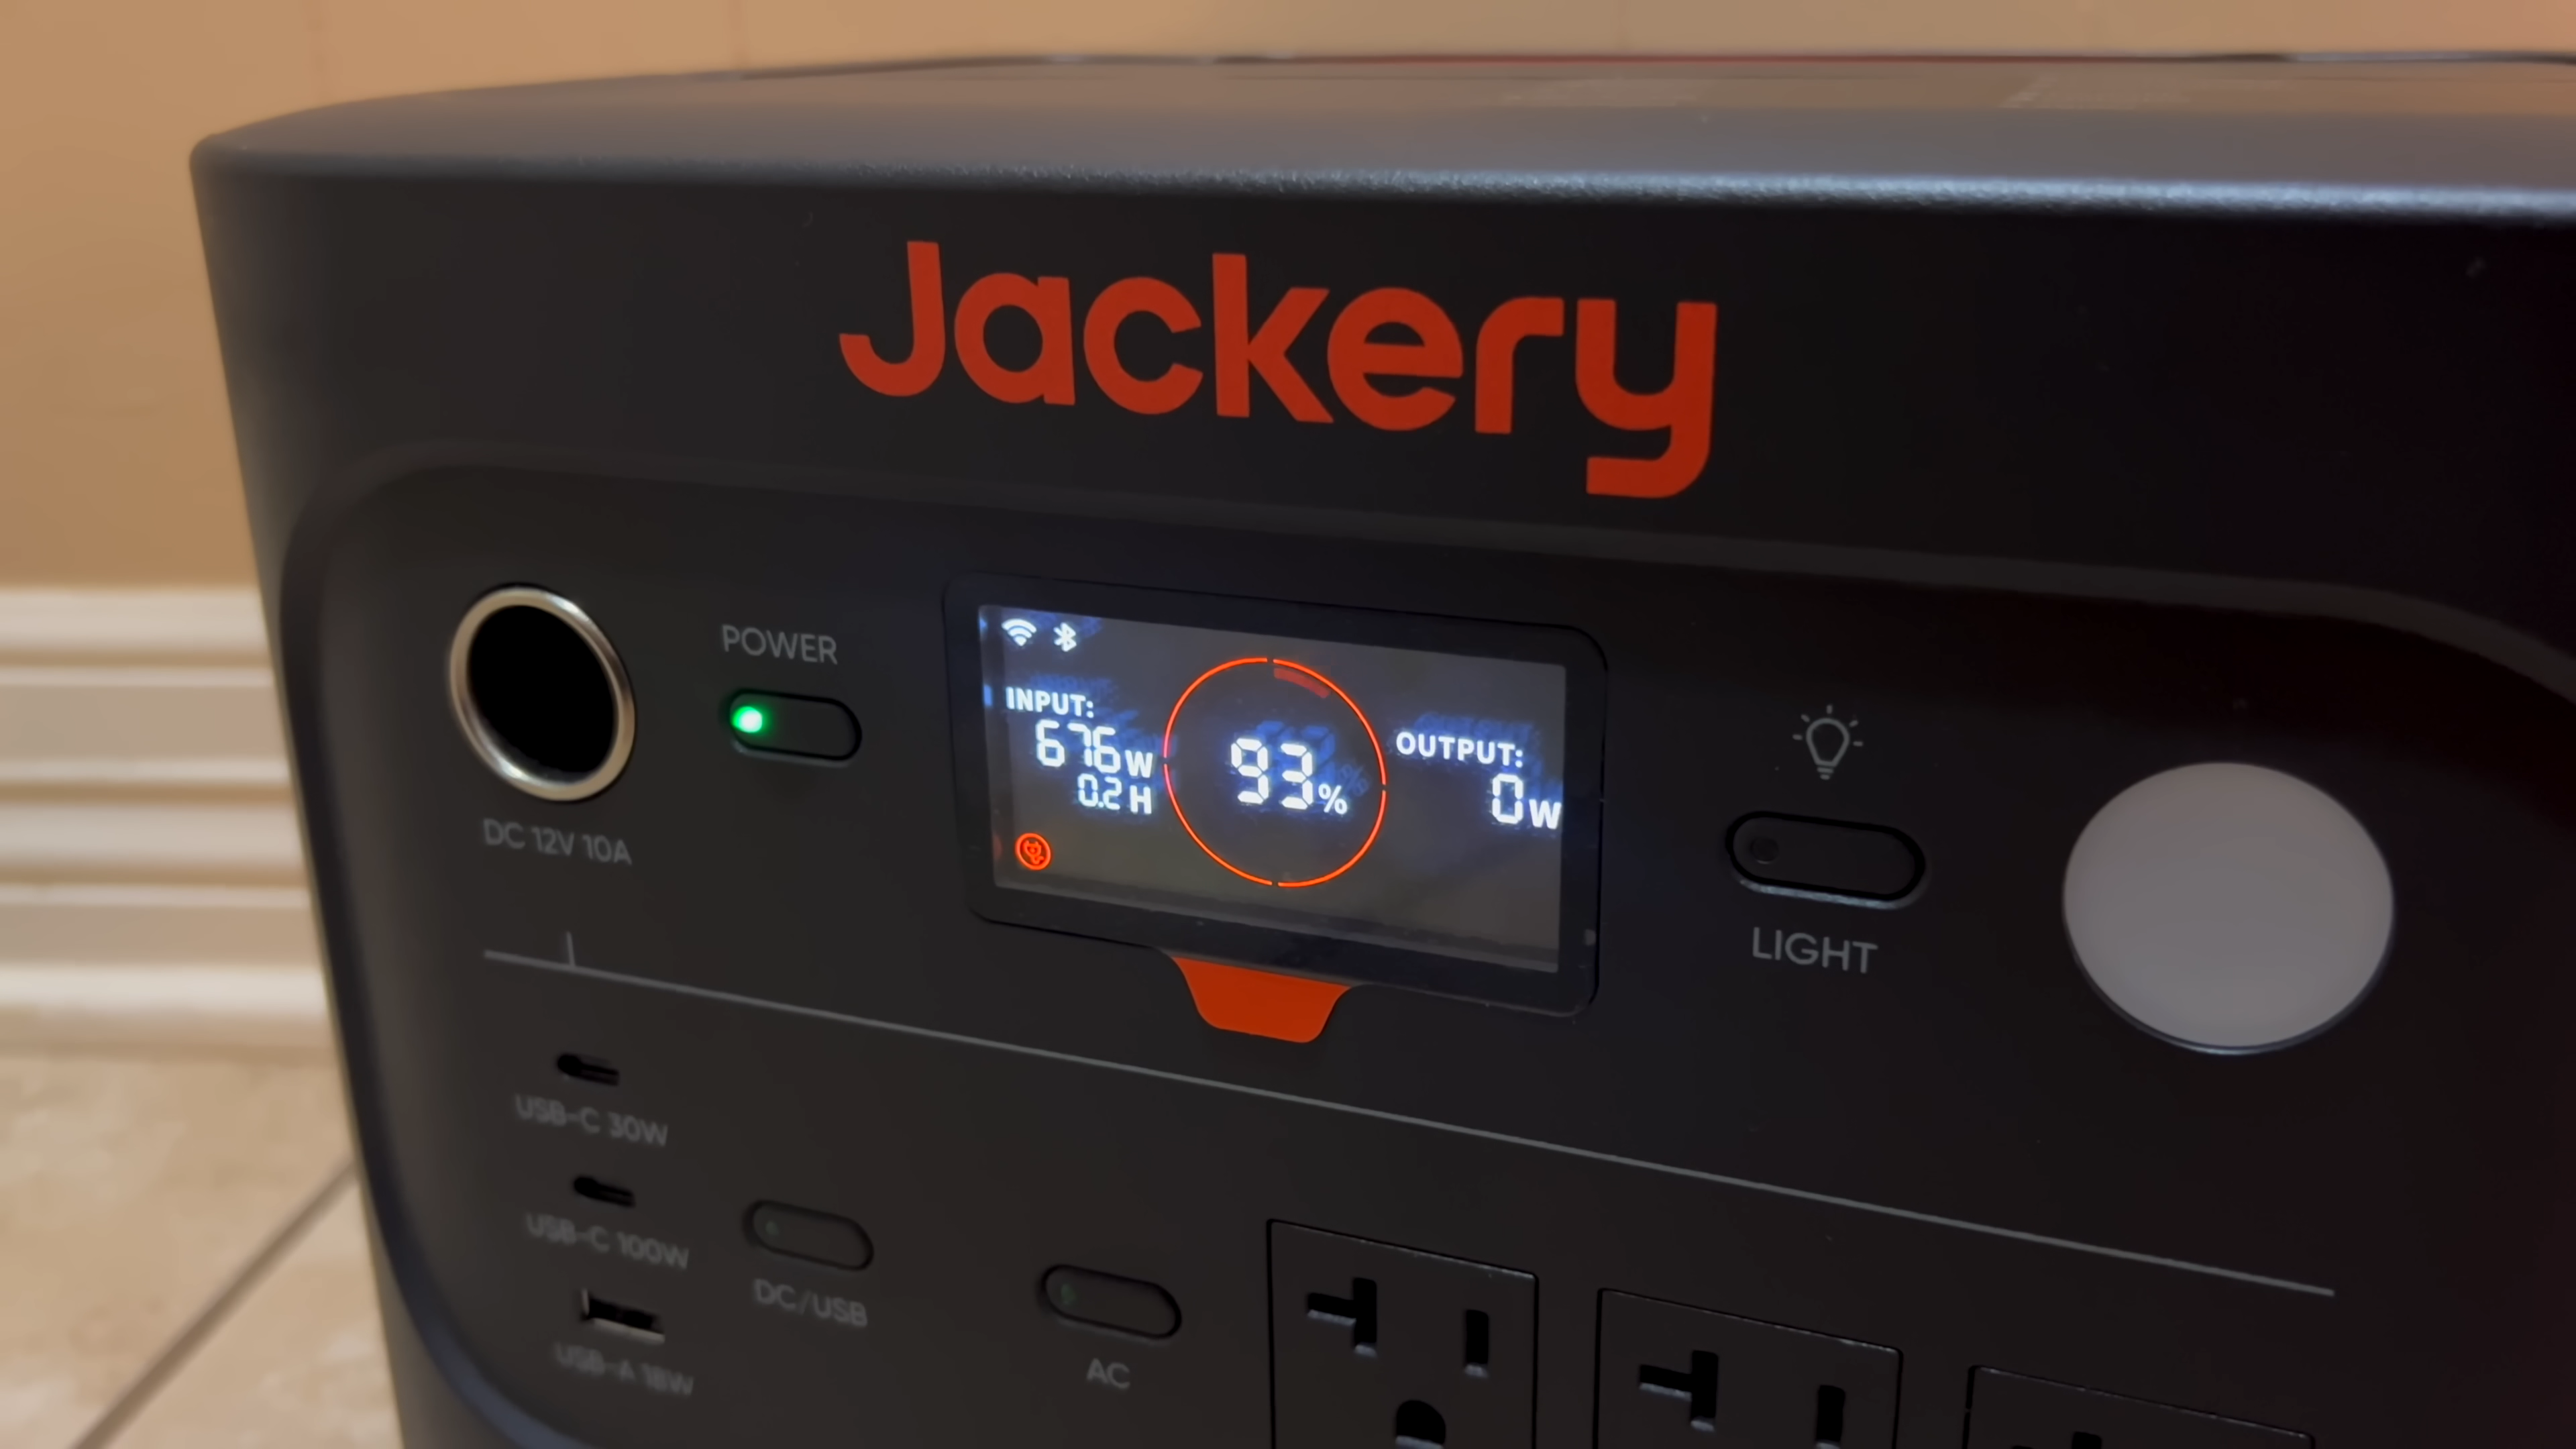 Jackery
POWER
INPUT:
676W
0.2 H
93%
OUTPUT:
0W
DC 12V 10A
LIGHT
USB-C 30W
USB-C 100W
DC/USB
USB-A 18W
AC